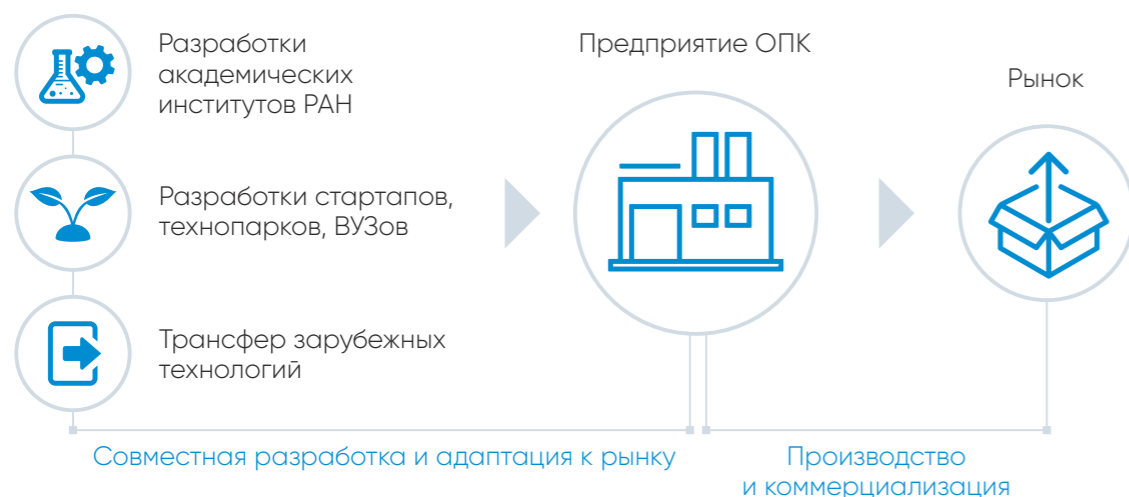 Разработки
академических
институтов РАН
Разработки стартапов,
технопарков, ВУЗов
Трансфер зарубежных
технологий
Предприятие ОПК
Рынок
Совместная разработка и адаптация к рынку
Производство
и коммерциализация